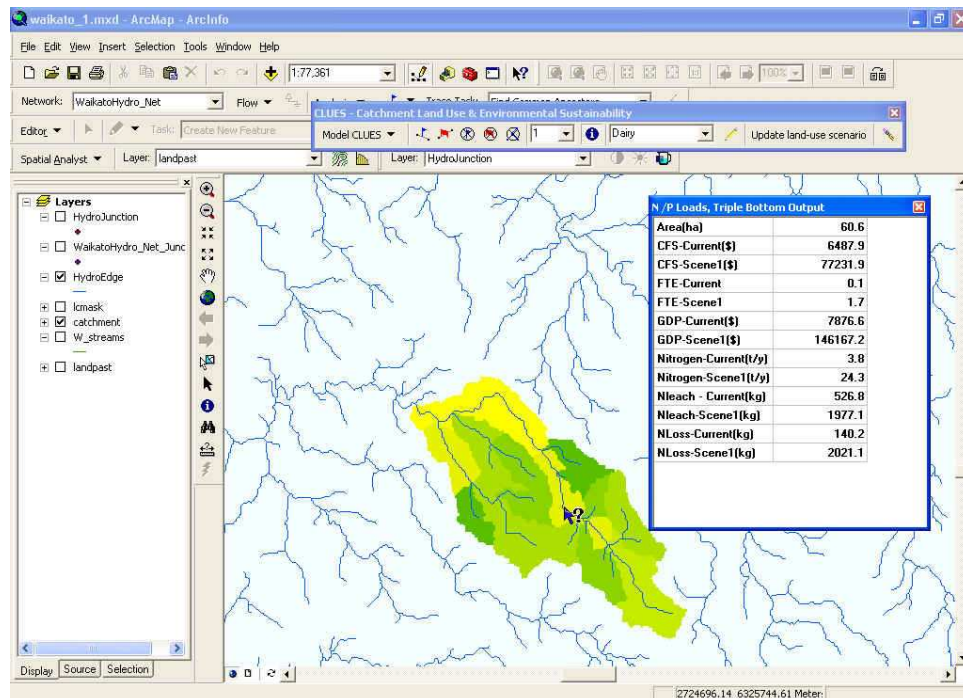 waikato_1.mxd - ArcMap - ArcInfo
File Edit View Insert Selection Tools Window Help
1:77,361
100%
Network: WaikatoHydro_Net Flow
CLUES - Catchment Land Use & Environmental Sustainability
Model CLUES 1 Dairy Update land-use scenario
Editor Task: Create New Feature
Spatial Analyst Layer: landpast Layer: HydroJunction
Layers
HydroJunction
WaikatoHydro_Net_Junc
HydroEdge
lcmask
catchment
W_streams
landpast
N /P Loads, Triple Bottom Output
Area(ha) 60.6
CFS-Current($) 6487.9
CFS-Scene1($) 77231.9
FTE-Current 0.1
FTE-Scene1 1.7
GDP-Current($) 7876.6
GDP-Scene1($) 146167.2
Nitrogen-Current(t/y) 3.8
Nitrogen-Scene1(t/y) 24.3
Nleach - Current(kg) 526.8
Nleach-Scene1(kg) 1977.1
NLoss-Current(kg) 140.2
NLoss-Scene1(kg) 2021.1
?
Display Source Selection
2724696.14 6325744.61 Meter